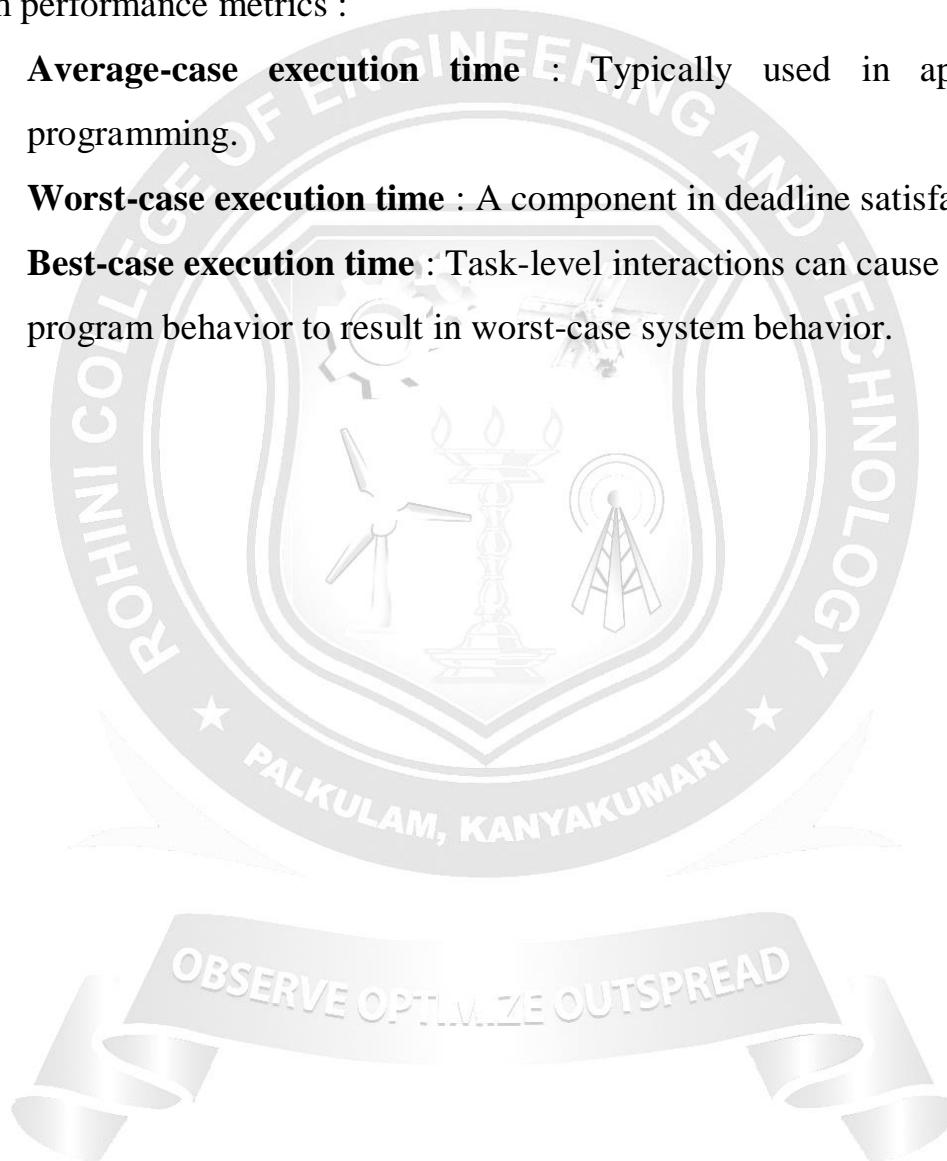 performance metrics :
Average-case execution time : Typically used in
programming.
Worst-case execution time : A component in deadline
Best-case execution time : Task-level interactions can cause
program behavior to result in worst-case system behavior.
ROHINI COLLEGE OF ENGINEERING AND TECHNOLOGY
PALKULAM, KANYAKUMARI
OBSERVE OPTIMIZE OUTSPREAD